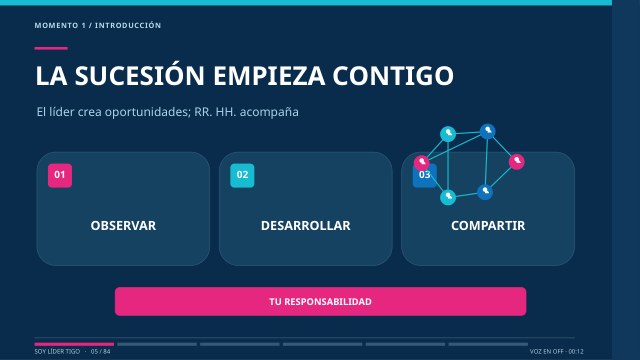 MOMENTO 1 / INTRODUCCIÓN
LA SUCESIÓN EMPIEZA CONTIGO
El líder crea oportunidades; RR. HH. acompaña
01
02
03
OBSERVAR
DESARROLLAR
COMPARTIR
TU RESPONSABILIDAD
SOY LÍDER TIGO · 05 / 84
VOZ EN OFF · 00:12